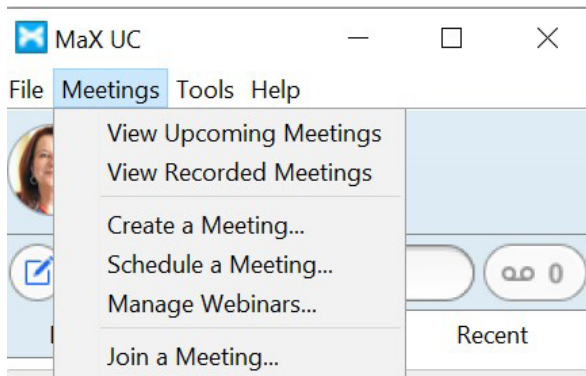 MaX UC
File Meetings Tools Help
View Upcoming Meetings
View Recorded Meetings
Create a Meeting...
Schedule a Meeting...
Manage Webinars...
0
Recent
Join a Meeting...